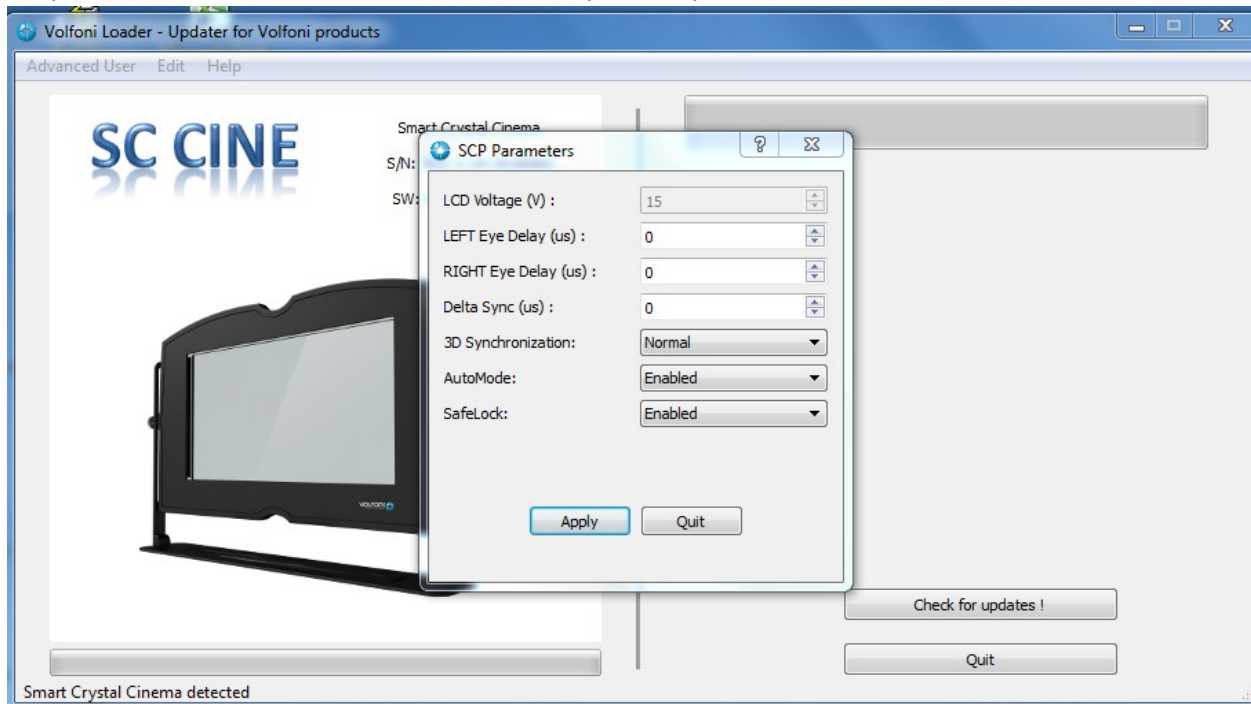 Volfoni Loader - Updater for Volfoni products
Advanced User Edit Help
SC CINE
Smart Crystal Cinema
S/N:
SW:
SCP Parameters
LCD Voltage (V) : 15
LEFT Eye Delay (us) : 0
RIGHT Eye Delay (us) : 0
Delta Sync (us) : 0
3D Synchronization: Normal
AutoMode: Enabled
SafeLock: Enabled
Apply Quit
VOLFONI
Check for updates !
Quit
Smart Crystal Cinema detected